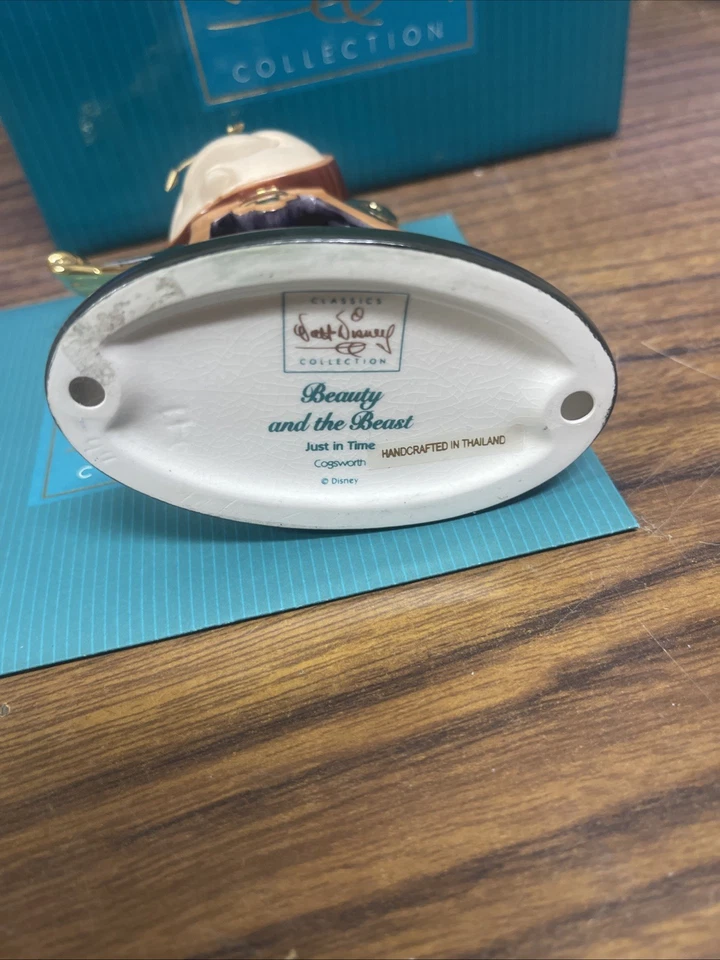 COLLECTION
CLASSICS
Walt Disney
COLLECTION
Beauty
and the Beast
Just in Time
HANDCRAFTED IN THAILAND
Cogsworth
© Disney